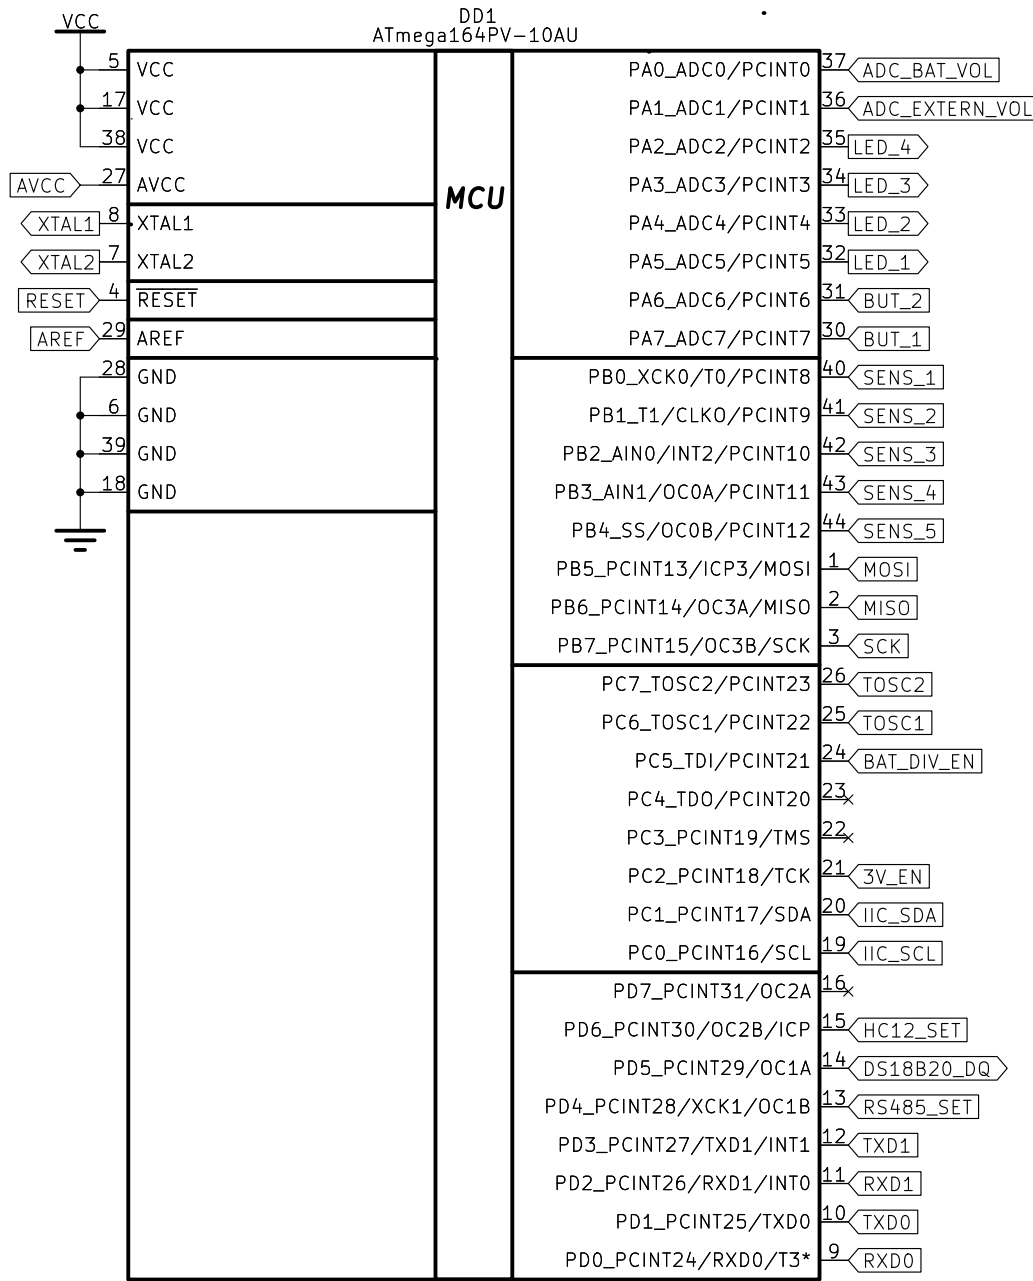 VCC
DD1
ATmega164PV-10AU
MCU
5 VCC
17 VCC
38 VCC
AVCC 27 AVCC
XTAL1 8 XTAL1
XTAL2 7 XTAL2
RESET 4 RESET
AREF 29 AREF
28 GND
6 GND
39 GND
18 GND
PA0_ADC0/PCINT0 37 ADC_BAT_VOL
PA1_ADC1/PCINT1 36 ADC_EXTERN_VOL
PA2_ADC2/PCINT2 35 LED_4
PA3_ADC3/PCINT3 34 LED_3
PA4_ADC4/PCINT4 33 LED_2
PA5_ADC5/PCINT5 32 LED_1
PA6_ADC6/PCINT6 31 BUT_2
PA7_ADC7/PCINT7 30 BUT_1
PB0_XCK0/T0/PCINT8 40 SENS_1
PB1_T1/CLKO/PCINT9 41 SENS_2
PB2_AIN0/INT2/PCINT10 42 SENS_3
PB3_AIN1/OC0A/PCINT11 43 SENS_4
PB4_SS/OC0B/PCINT12 44 SENS_5
PB5_PCINT13/ICP3/MOSI 1 MOSI
PB6_PCINT14/OC3A/MISO 2 MISO
PB7_PCINT15/OC3B/SCK 3 SCK
PC7_TOSC2/PCINT23 26 TOSC2
PC6_TOSC1/PCINT22 25 TOSC1
PC5_TDI/PCINT21 24 BAT_DIV_EN
PC4_TDO/PCINT20 23
PC3_PCINT19/TMS 22
PC2_PCINT18/TCK 21 3V_EN
PC1_PCINT17/SDA 20 IIC_SDA
PC0_PCINT16/SCL 19 IIC_SCL
PD7_PCINT31/OC2A 16
PD6_PCINT30/OC2B/ICP 15 HC12_SET
PD5_PCINT29/OC1A 14 DS18B20_DQ
PD4_PCINT28/XCK1/OC1B 13 RS485_SET
PD3_PCINT27/TXD1/INT1 12 TXD1
PD2_PCINT26/RXD1/INT0 11 RXD1
PD1_PCINT25/TXD0 10 TXD0
PD0_PCINT24/RXD0/T3* 9 RXD0